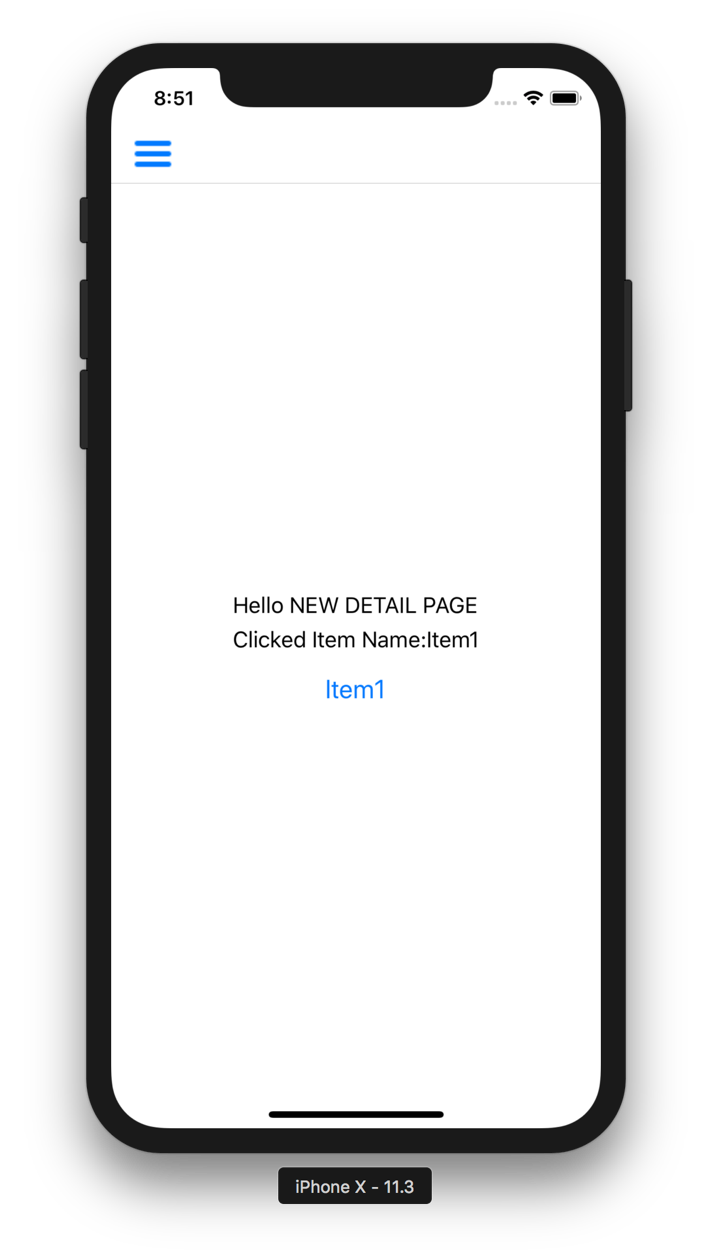 8:51
Hello NEW DETAIL PAGE
Clicked Item Name:Item1
Item1
iPhone X - 11.3